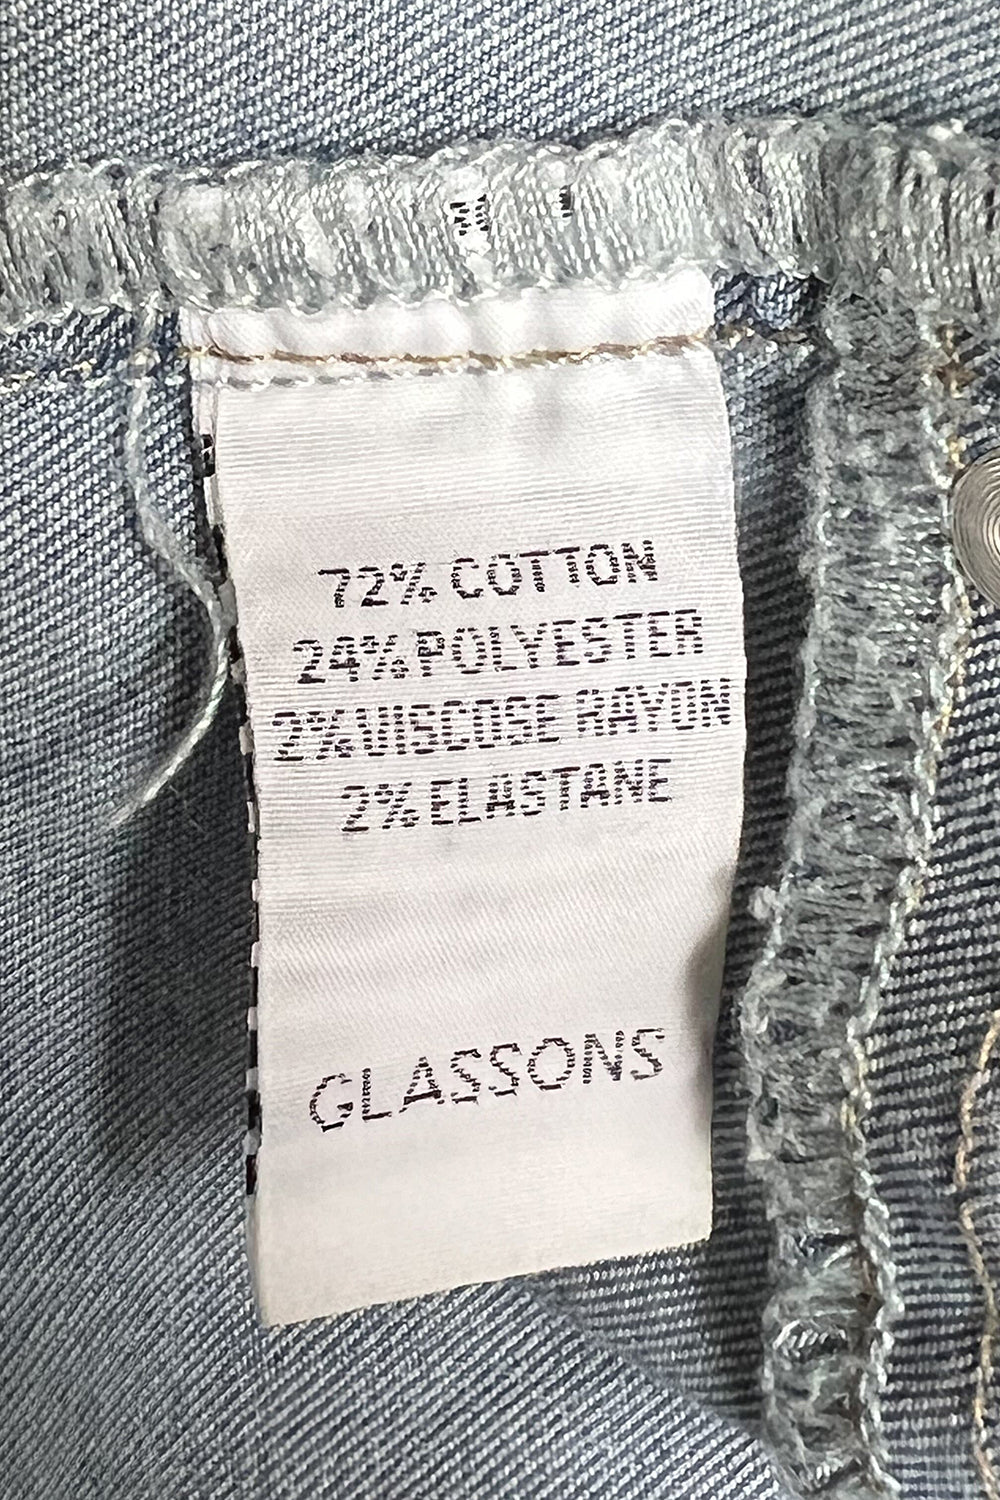 72% COTTON
24% POLYESTER
2% VISCOSE RAYON
2% ELASTANE
GLASSONS